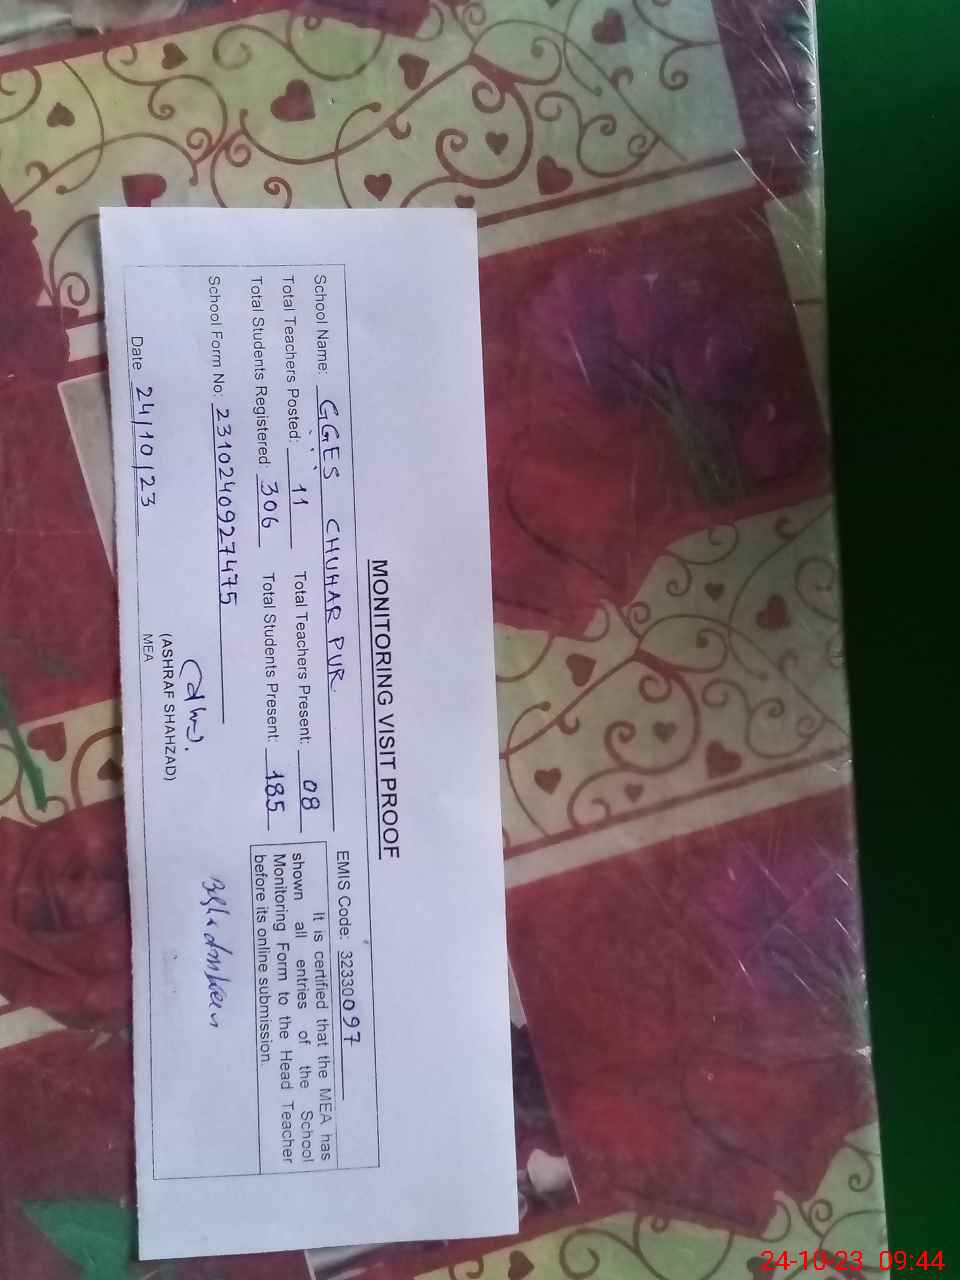 MONITORING VISIT PROOF
School Name: GGES CHUHAR PUR EMIS Code: 32330097
Total Teachers Posted: 11 Total Teachers Present: 08
Total Students Registered: 306 Total Students Present: 185
It is certified that the MEA has
shown all entries of the School
Monitoring Form to the Head Teacher
before its online submission.
School Form No: 2310240927475
(ASHRAF SHAHZAD)
MEA
Date 24/10/23
24-10-23 09:44